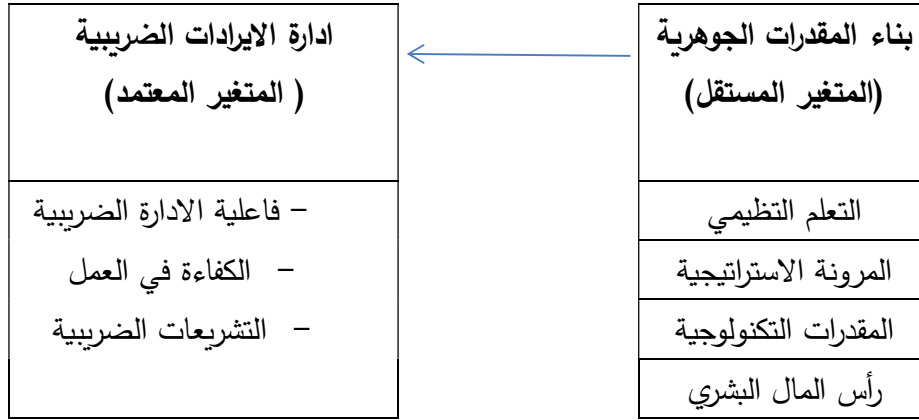 بناء المقدرات الجوهرية
(المتغير المستقل)
التعلم التظيمي
المرونة الاستراتيجية
المقدرات التكنولوجية
رأس المال البشري
ادارة الايرادات الضريبية
( المتغير المعتمد)
– فاعلية الادارة الضريبية
– الكفاءة في العمل
– التشريعات الضريبية